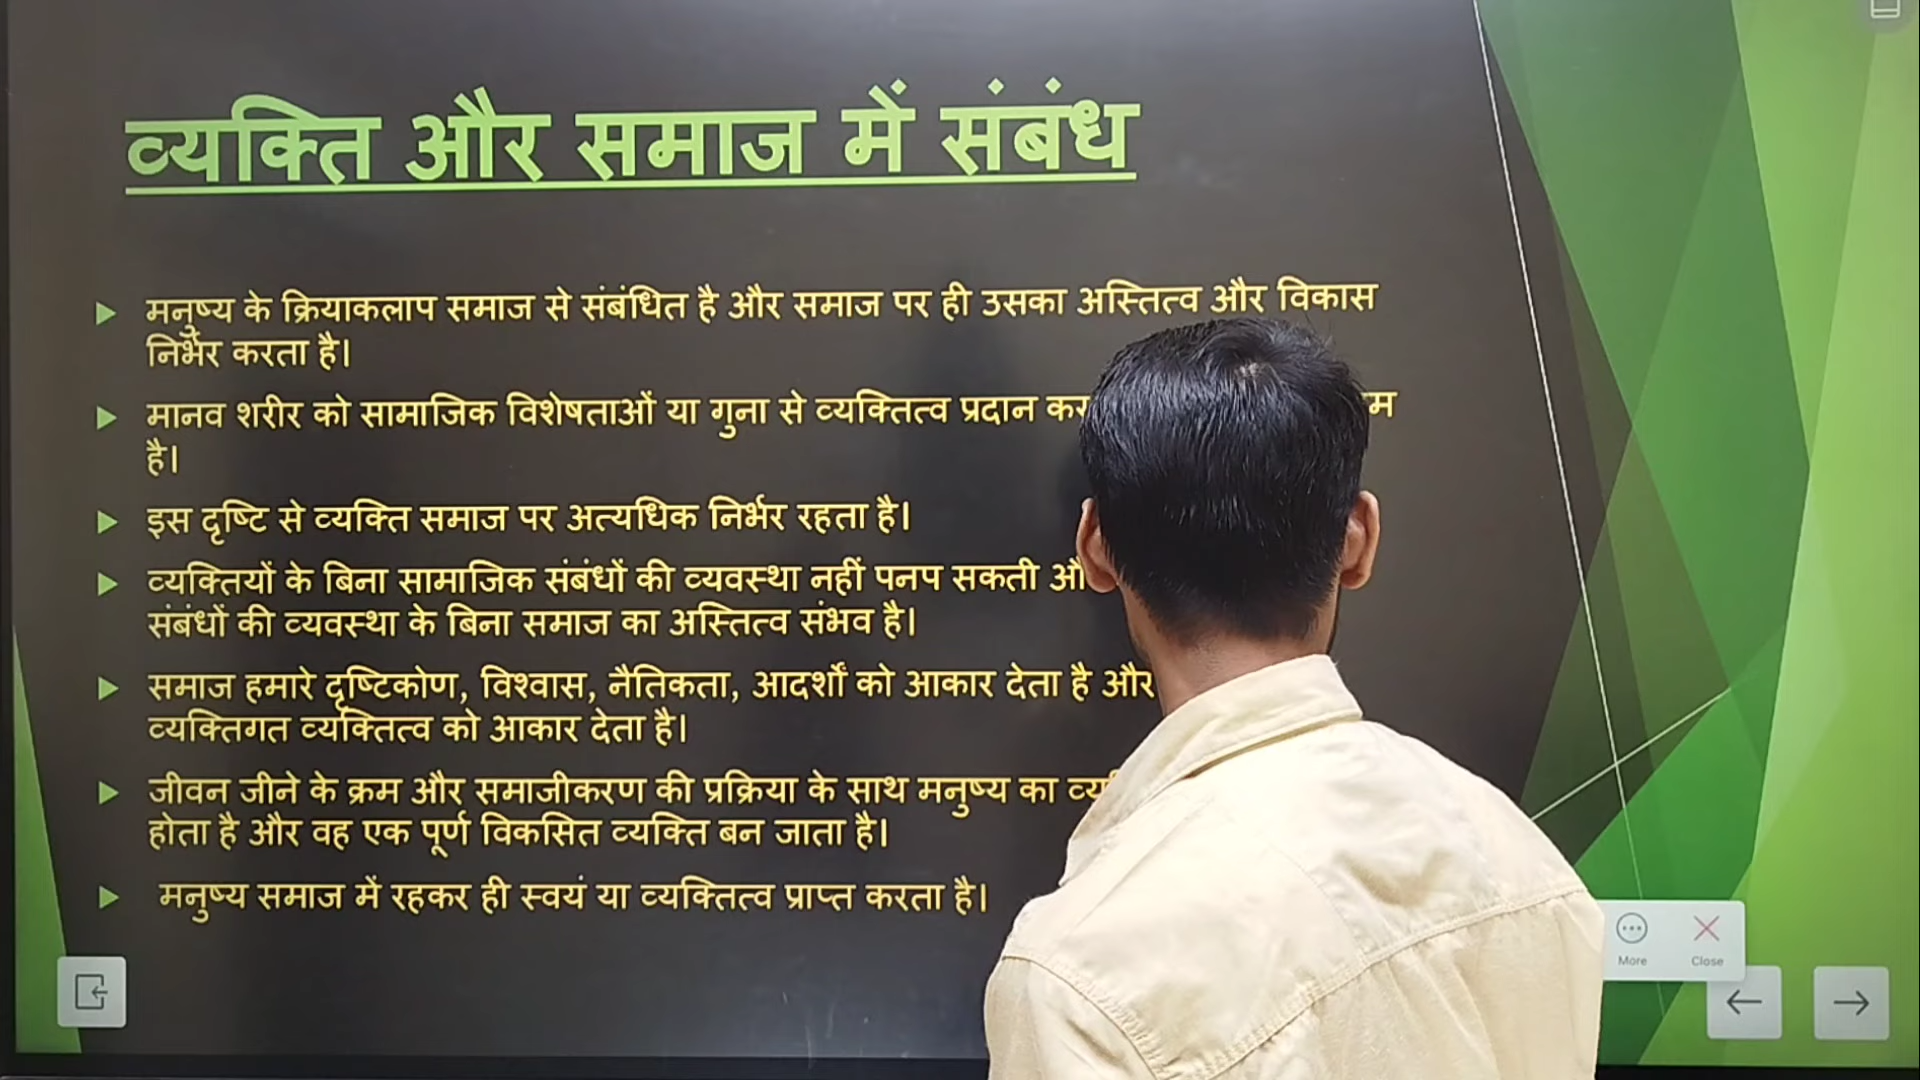 व्यक्ति और समाज में संबंध
मनुष्य के क्रियाकलाप समाज से संबंधित है और समाज पर ही उसका अस्तित्व और विकास
निर्भर करता है।
मानव शरीर को सामाजिक विशेषताओं या गुना से व्यक्तित्व प्रदान
है।
इस दृष्टि से व्यक्ति समाज पर अत्यधिक निर्भर रहता है।
व्यक्तियों के बिना सामाजिक संबंधों की व्यवस्था नहीं पनप सकती
संबंधों की व्यवस्था के बिना समाज का अस्तित्व संभव है।
समाज हमारे दृष्टिकोण, विश्वास, नैतिकता, आदर्शों को आकार देता है और
व्यक्तिगत व्यक्तित्व को आकार देता है।
जीवन जीने के क्रम और समाजीकरण की प्रक्रिया के साथ मनुष्य का
होता है और वह एक पूर्ण विकसित व्यक्ति बन जाता है।
मनुष्य समाज में रहकर ही स्वयं या व्यक्तित्व प्राप्त करता है।
More Close